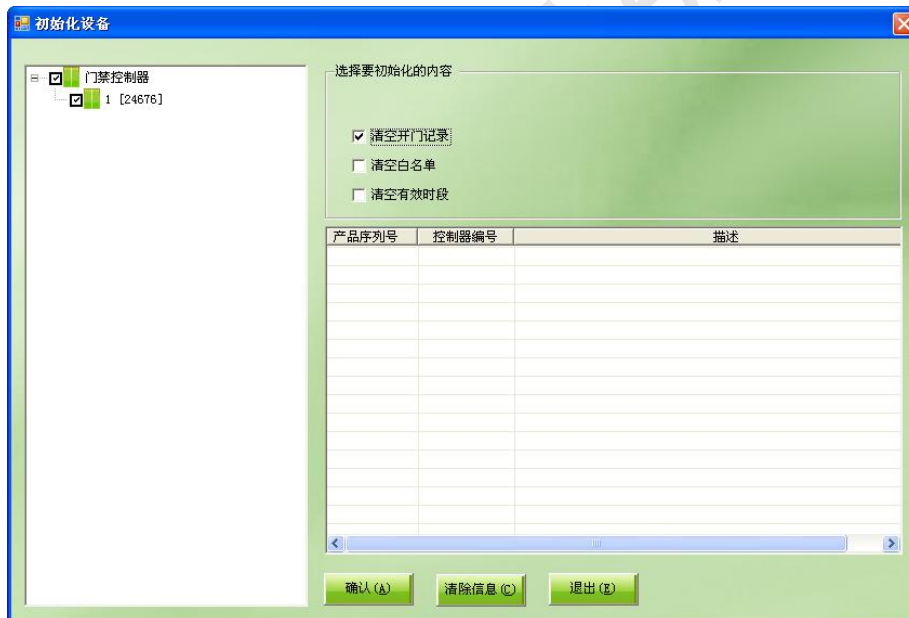 初始化设备
门禁控制器
1 [24676]
选择要初始化的内容
清空开门记录
清空白名单
清空有效时段
产品序列号 控制器编号 描述
确认(A) 清除信息(C) 退出(E)